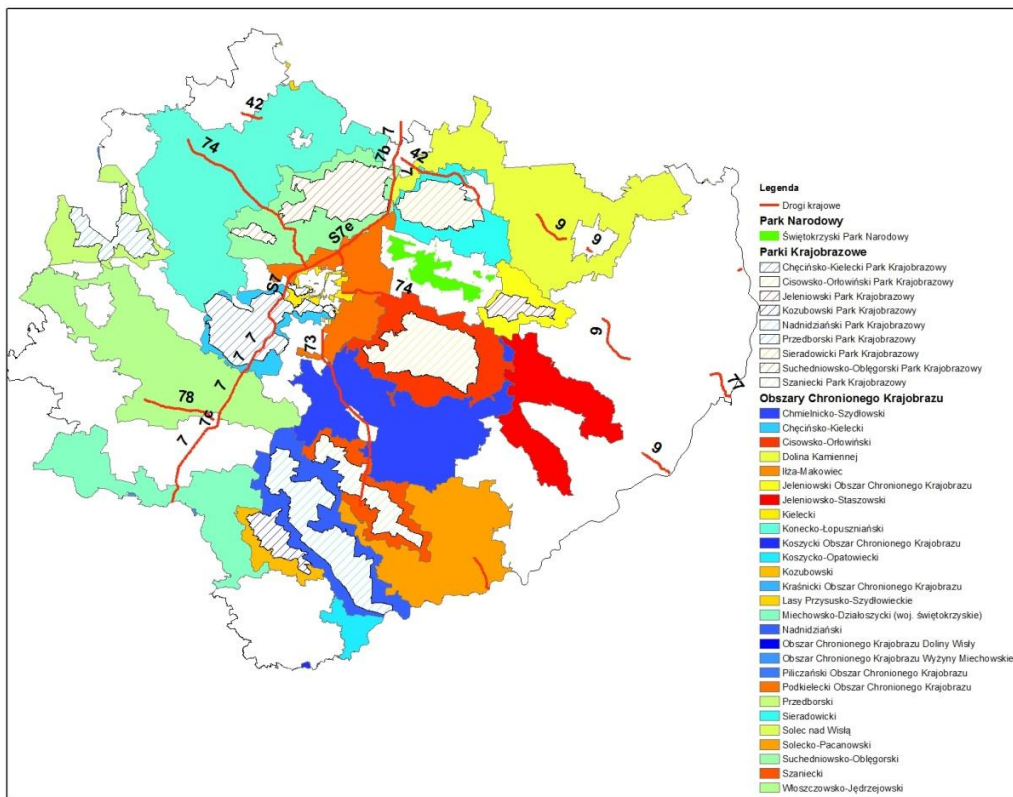 42
7
74
7b
42
7
9
9
S7e
S7
74
9
7
73
7
77
7
78
7c
7
9
Legenda
Drogi krajowe
Park Narodowy
Świętokrzyski Park Narodowy
Parki Krajobrazowe
Chęcińsko-Kielecki Park Krajobrazowy
Cisowsko-Orłowiński Park Krajobrazowy
Jeleniowski Park Krajobrazowy
Kozubowski Park Krajobrazowy
Nadnidziański Park Krajobrazowy
Przedborski Park Krajobrazowy
Sieradowicki Park Krajobrazowy
Suchedniowsko-Oblęgorski Park Krajobrazowy
Szaniecki Park Krajobrazowy
Obszary Chronionego Krajobrazu
Chmielnicko-Szydłowski
Chęcińsko-Kielecki
Cisowsko-Orłowiński
Dolina Kamiennej
Iłża-Makowiec
Jeleniowski Obszar Chronionego Krajobrazu
Jeleniowsko-Staszowski
Kielecki
Konecko-Łopuszniański
Koszycki Obszar Chronionego Krajobrazu
Koszycko-Opatowiecki
Kozubowski
Kraśnicki Obszar Chronionego Krajobrazu
Lasy Przysusko-Szydłowieckie
Miechowsko-Działoszycki (woj. świętokrzyskie)
Nadnidziański
Obszar Chronionego Krajobrazu Doliny Wisły
Obszar Chronionego Krajobrazu Wyżyny Miechowskie
Piliczański Obszar Chronionego Krajobrazu
Podkielecki Obszar Chronionego Krajobrazu
Przedborski
Sieradowicki
Solec nad Wisłą
Solecko-Pacanowski
Suchedniowsko-Oblęgorski
Szaniecki
Włoszczowsko-Jędrzejowski